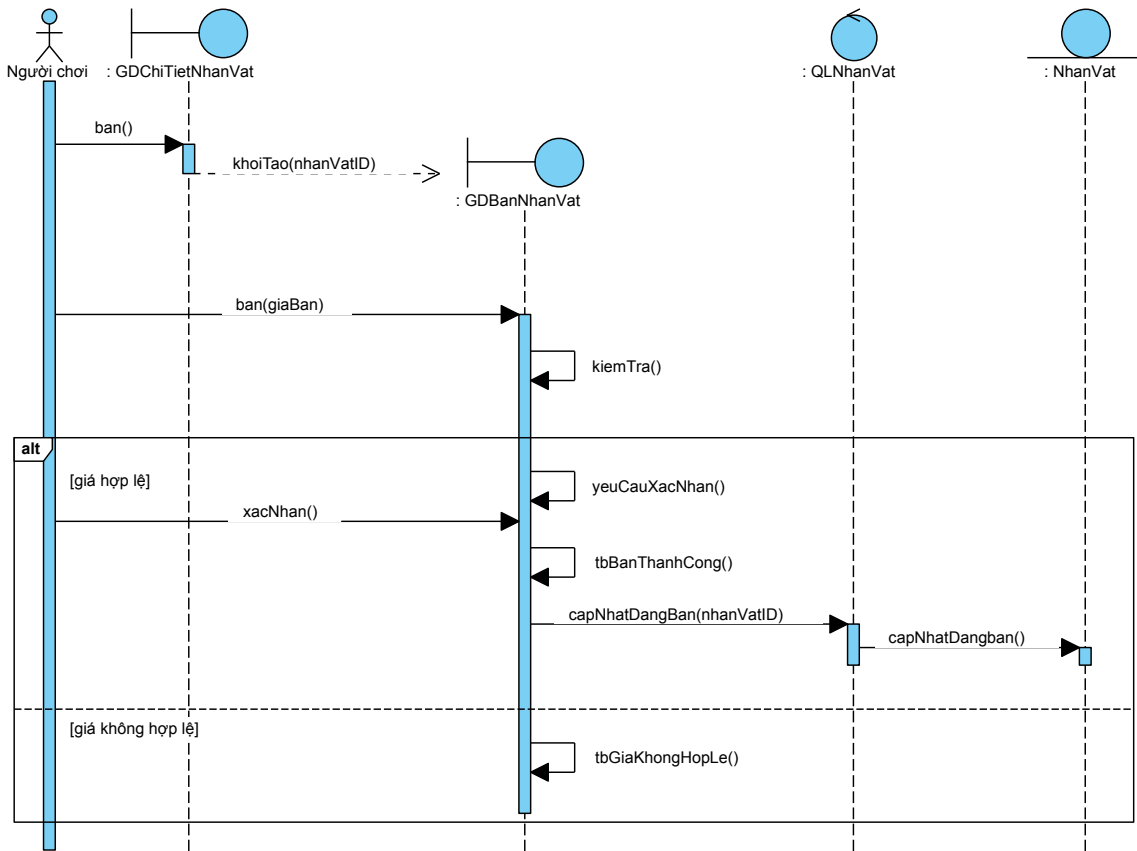 Người chơi
: GDChiTietNhanVat
: QLNhanVat
: NhanVat
ban()
khoiTao(nhanVatID)
: GDBanNhanVat
ban(giaBan)
kiemTra()
alt
[giá hợp lệ]
yeuCauXacNhan()
xacNhan()
tbBanThanhCong()
capNhatDangBan(nhanVatID)
capNhatDangban()
[giá không hợp lệ]
tbGiaKhongHopLe()